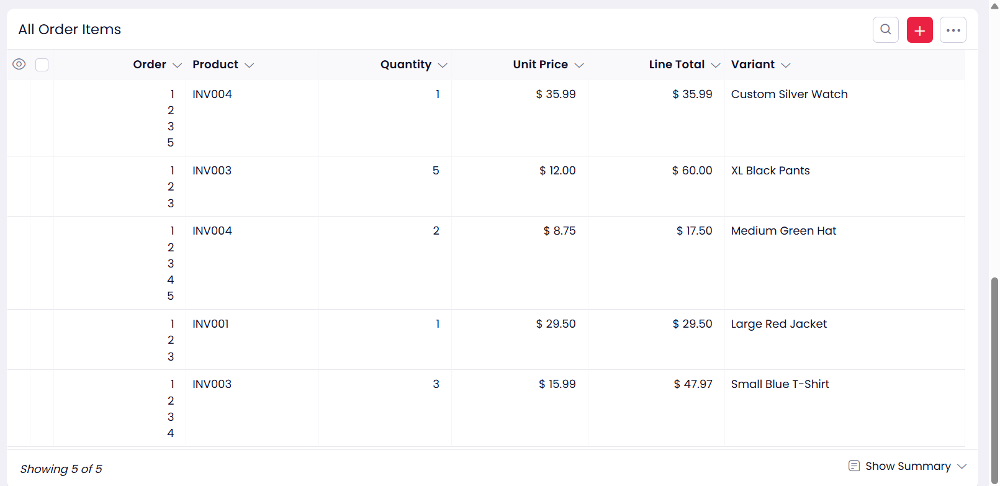 All Order Items
Order Product Quantity Unit Price Line Total Variant
1 INV004 1 $ 35.99 $ 35.99 Custom Silver Watch
2
3
5
1 INV003 5 $ 12.00 $ 60.00 XL Black Pants
2
3
1 INV004 2 $ 8.75 $ 17.50 Medium Green Hat
2
3
4
5
1 INV001 1 $ 29.50 $ 29.50 Large Red Jacket
2
3
1 INV003 3 $ 15.99 $ 47.97 Small Blue T-Shirt
2
3
4
Showing 5 of 5 Show Summary